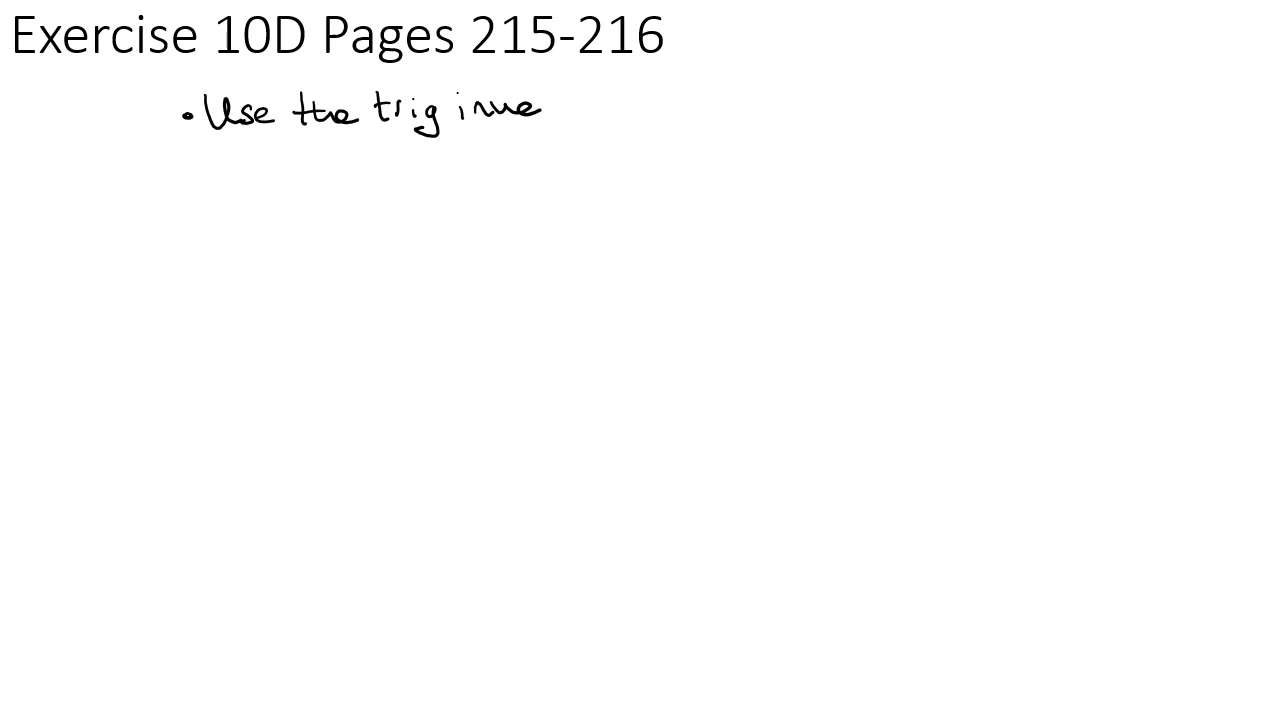 Exercise 10D Pages 215-216
• Use the trig inve